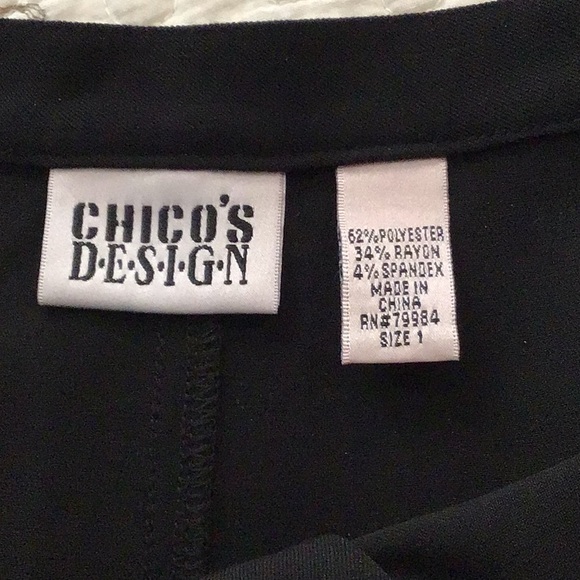 CHICO'S
D·E·S·I·G·N
62%POLYESTER
34% RAYON
4% SPANDEX
MADE IN
CHINA
RN#79984
SIZE 1